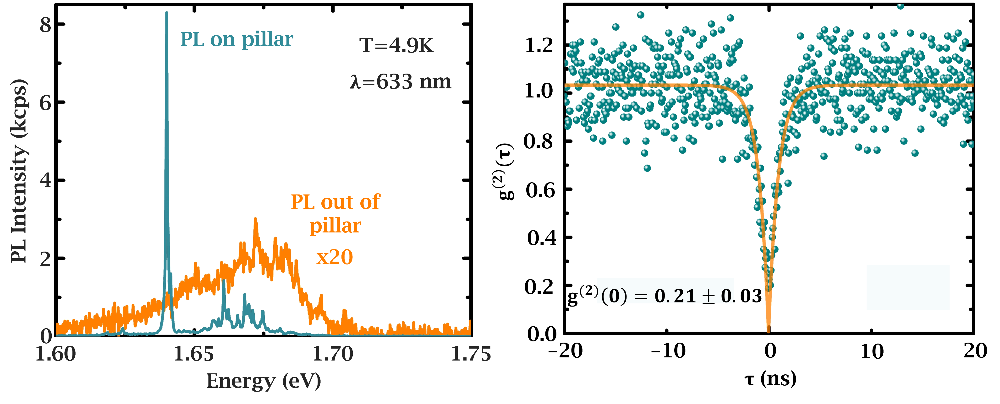 8
6
4
2
0
1.60
1.65
1.70
1.75
PL Intensity (kcps)
Energy (eV)
PL on pillar
T=4.9K
λ=633 nm
PL out of
pillar
x20
1.2
1.0
0.8
0.6
0.4
0.2
0.0
-20
-10
0
10
20
g⁽²⁾(τ)
τ (ns)
g⁽²⁾(0) = 0.21 ± 0.03